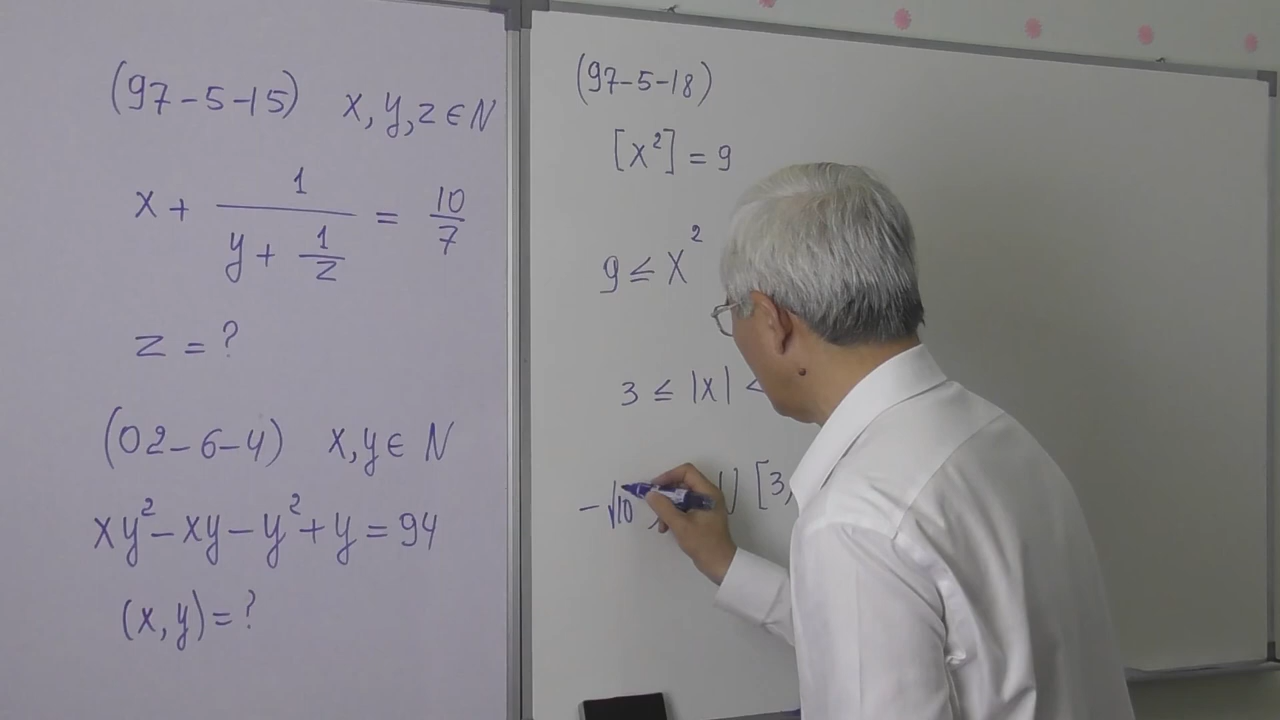 (97-5-15) x, y, z ∈ N
x + 1/(y + 1/z) = 10/7
z = ?
(02-6-4) x, y ∈ N
xy² - xy - y² + y = 94
(x, y) = ?
(97-5-18)
[x²] = 9
9 ≤ x²
3 ≤ |x| <
-√10 ∪ [3,